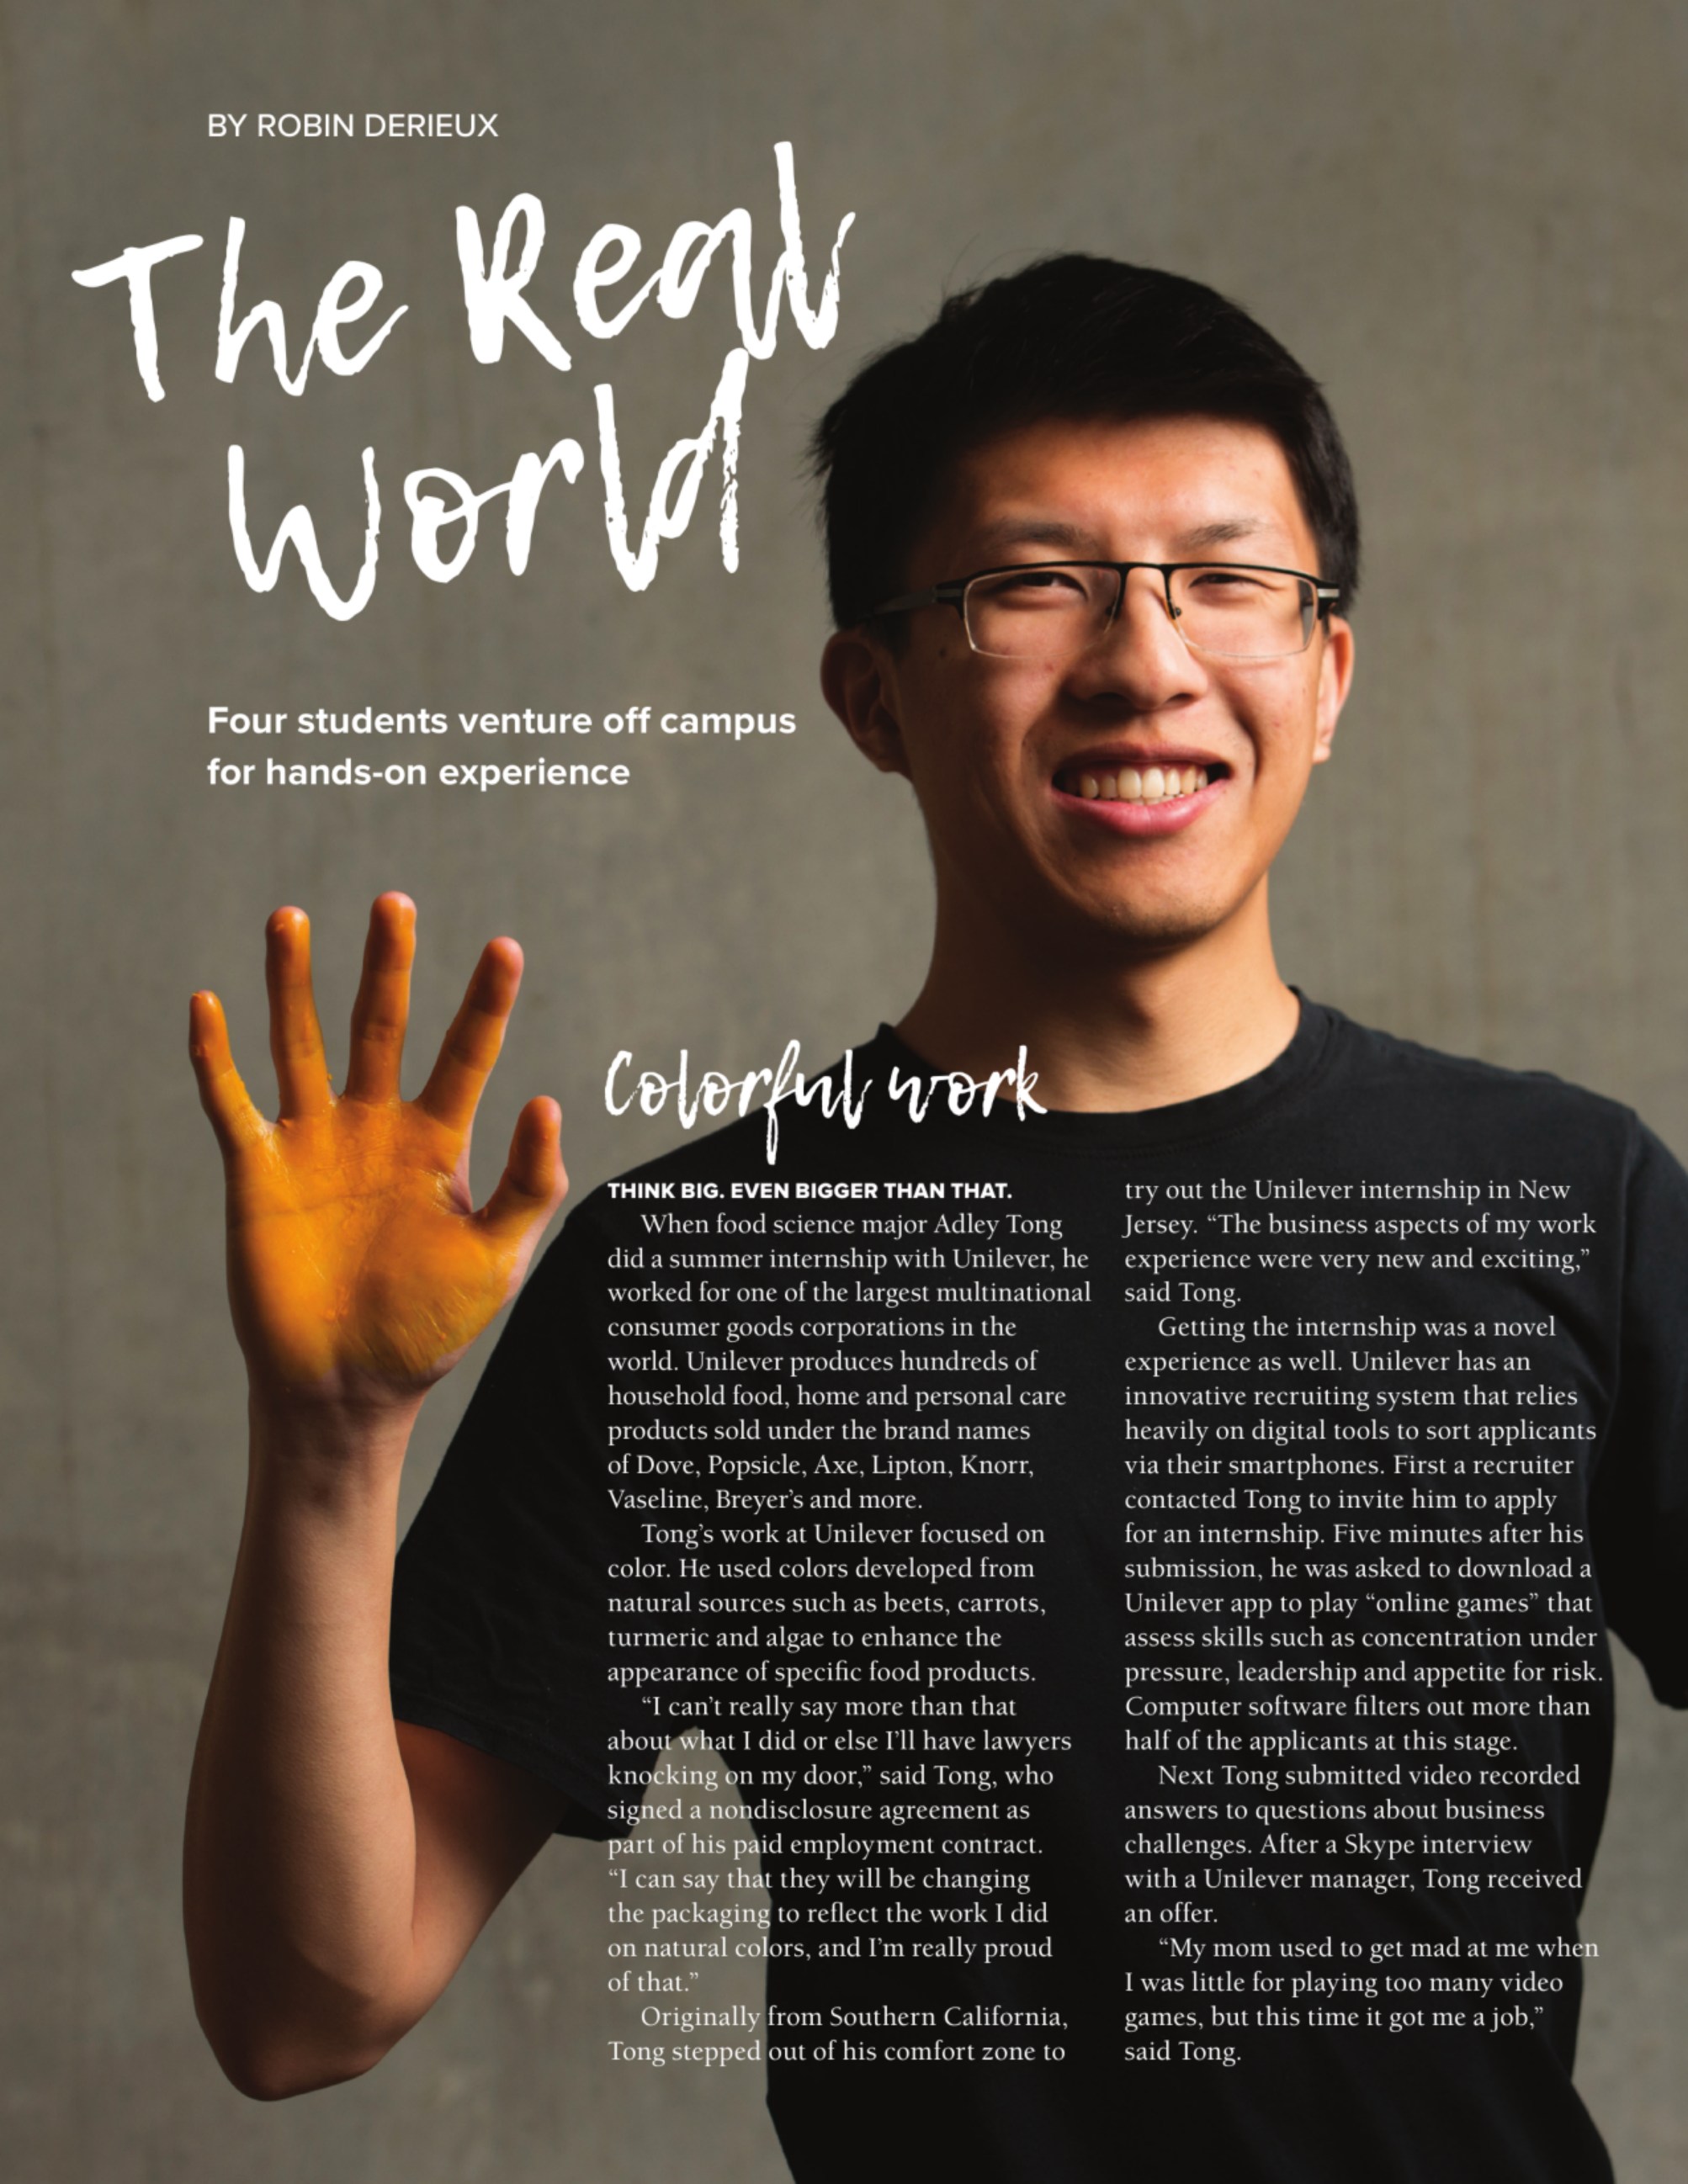 BY ROBIN DERIEUX
The Real
World
Four students venture off campus
for hands-on experience
Colorful work
THINK BIG. EVEN BIGGER THAN THAT.
When food science major Adley Tong
did a summer internship with Unilever, he
worked for one of the largest multinational
consumer goods corporations in the
world. Unilever produces hundreds of
household food, home and personal care
products sold under the brand names
of Dove, Popsicle, Axe, Lipton, Knorr,
Vaseline, Breyer’s and more.
Tong’s work at Unilever focused on
color. He used colors developed from
natural sources such as beets, carrots,
turmeric and algae to enhance the
appearance of specific food products.
“I can’t really say more than that
about what I did or else I’ll have lawyers
knocking on my door,” said Tong, who
signed a nondisclosure agreement as
part of his paid employment contract.
“I can say that they will be changing
the packaging to reflect the work I did
on natural colors, and I’m really proud
of that.”
Originally from Southern California,
Tong stepped out of his comfort zone to
try out the Unilever internship in New
Jersey. “The business aspects of my work
experience were very new and exciting,”
said Tong.
Getting the internship was a novel
experience as well. Unilever has an
innovative recruiting system that relies
heavily on digital tools to sort applicants
via their smartphones. First a recruiter
contacted Tong to invite him to apply
for an internship. Five minutes after his
submission, he was asked to download a
Unilever app to play “online games” that
assess skills such as concentration under
pressure, leadership and appetite for risk.
Computer software filters out more than
half of the applicants at this stage.
Next Tong submitted video recorded
answers to questions about business
challenges. After a Skype interview
with a Unilever manager, Tong received
an offer.
“My mom used to get mad at me when
I was little for playing too many video
games, but this time it got me a job,”
said Tong.